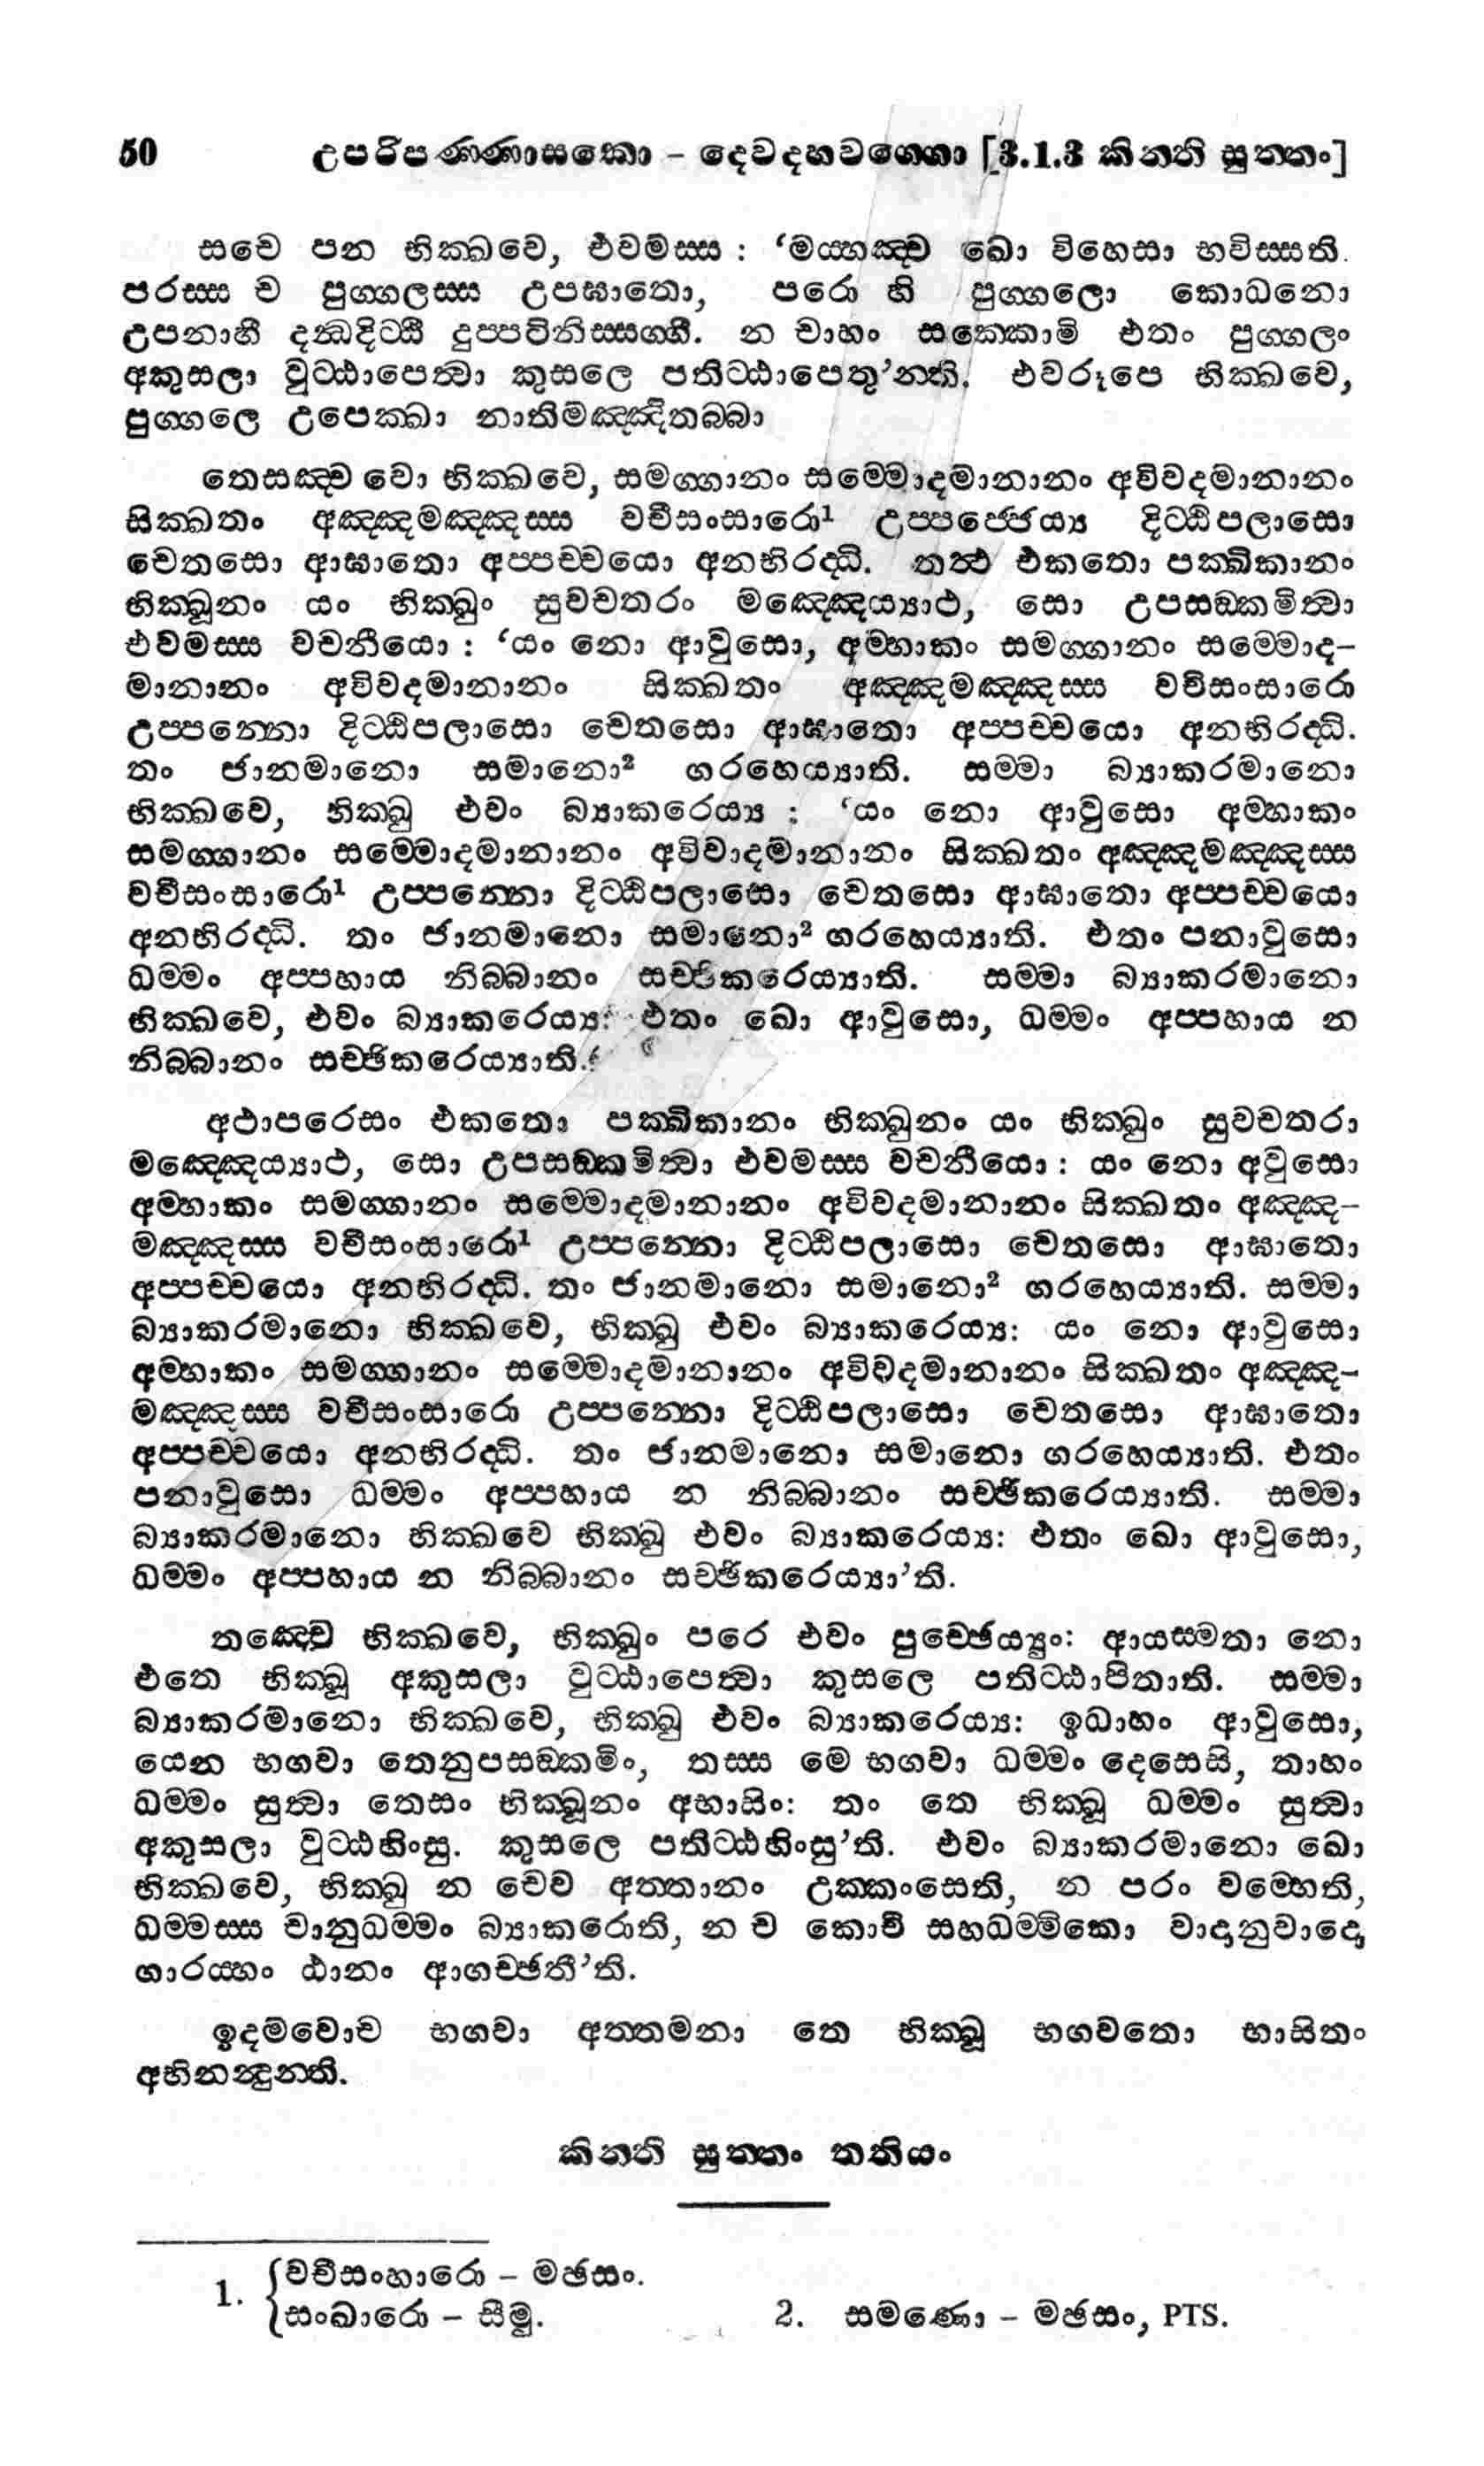 50 උපරිපණ්ණාසකො – දෙවදහවග්ගො [3.1.3 කින්ති සුත්තං]
සචෙ පන භික්ඛවෙ, එවමස්ස : ‘මය්හඤ්ච ඛො විහෙසා භවිස්සති.
පරස්ස ච පුග්ගලස්ස උපඝාතො, පරො හි පුග්ගලො කොධනො
උපනාහී දන්ධදිට්ඨී දුප්පටිනිස්සග්ගී. න චාහං සක්කොමි එතං පුග්ගලං
අකුසලා වුට්ඨාපෙත්වා කුසලෙ පතිට්ඨාපෙතු’න්ති. එවරූපෙ භික්ඛවෙ,
පුග්ගලෙ උපෙක්ඛා නාතිමඤ්ඤිතබ්බා
තෙසඤ්ච වො භික්ඛවෙ, සමග්ගානං සම්මොදමානානං අවිවදමානානං
සික්ඛතං අඤ්ඤමඤ්ඤස්ස වචීසංසාරො¹ උප්පජ්ජෙය්ය දිට්ඨිපලාසො
චෙතසො ආඝාතො අප්පච්චයො අනභිරද්ධි. තත්ථ එකතො පක්ඛිකානං
භික්ඛූනං යං භික්ඛුං සුවචතරං මඤ්ඤෙය්යාථ, සො උපසඞ්කමිත්වා
එවමස්ස වචනීයො : ‘යං නො ආවුසො, අම්හාකං සමග්ගානං සම්මොද-
මානානං අවිවදමානානං සික්ඛතං අඤ්ඤමඤ්ඤස්ස වචීසංසාරො
උප්පන්නො දිට්ඨිපලාසො චෙතසො ආඝාතො අප්පච්චයො අනභිරද්ධි.
තං ජානමානො සමානො² ගරහෙය්යාති. සම්මා බ්යාකරමානො
භික්ඛවෙ, භික්ඛු එවං බ්යාකරෙය්ය : ‘යං නො ආවුසො අම්හාකං
සමග්ගානං සම්මොදමානානං අවිවාදමානානං සික්ඛතං අඤ්ඤමඤ්ඤස්ස
වචීසංසාරො¹ උප්පන්නො දිට්ඨිපලාසො චෙතසො ආඝාතො අප්පච්චයො
අනභිරද්ධි. තං ජානමානො සමානො² ගරහෙය්යාති. එතං පනාවුසො
ධම්මං අප්පහාය නිබ්බානං සච්ඡිකරෙය්යාති. සම්මා බ්යාකරමානො
භික්ඛවෙ, එවං බ්යාකරෙය්ය: එතං ඛො ආවුසො, ධම්මං අප්පහාය න
නිබ්බානං සච්ඡිකරෙය්යාති.
අථාපරෙසං එකතො පක්ඛිකානං භික්ඛුනං යං භික්ඛුං සුවචතරා
මඤ්ඤෙය්යාථ, සො උපසඞ්කමිත්වා එවමස්ස වචනීයො : යං නො අවුසො
අම්හාකං සමග්ගානං සම්මොදමානානං අවිවදමානානං සික්ඛතං අඤ්ඤ-
මඤ්ඤස්ස වචීසංසාරො¹ උප්පන්නො දිට්ඨිපලාසො චෙතසො ආඝාතො
අප්පච්චයො අනභිරද්ධි. තං ජානමානො සමානො² ගරහෙය්යාති. සම්මා
බ්යාකරමානො භික්ඛවෙ, භික්ඛු එවං බ්යාකරෙය්ය: යං නො ආවුසො
අම්හාකං සමග්ගානං සම්මොදමානානං අවිවදමානානං සික්ඛතං අඤ්ඤ-
මඤ්ඤස්ස වචීසංසාරො උප්පන්නො දිට්ඨිපලාසො චෙතසො ආඝාතො
අප්පච්චයො අනභිරද්ධි. තං ජානමානො සමානො ගරහෙය්යාති. එතං
පනාවුසො ධම්මං අප්පහාය න නිබ්බානං සච්ඡිකරෙය්යාති. සම්මා
බ්යාකරමානො භික්ඛවෙ භික්ඛු එවං බ්යාකරෙය්ය: එතං ඛො ආවුසො,
ධම්මං අප්පහාය න නිබ්බානං සච්ඡිකරෙය්යා’ති.
තඤ්චෙ භික්ඛවෙ, භික්ඛුං පරෙ එවං පුච්ඡෙය්යුං: ආයස්මතා නො
එතෙ භික්ඛූ අකුසලා වුට්ඨාපෙත්වා කුසලෙ පතිට්ඨාපිතාති. සම්මා
බ්යාකරමානො භික්ඛවෙ, භික්ඛු එවං බ්යාකරෙය්ය: ඉධාහං ආවුසො,
යෙන භගවා තෙනුපසඞ්කමිං, තස්ස මෙ භගවා ධම්මං දෙසෙසි, තාහං
ධම්මං සුත්වා තෙසං භික්ඛූනං අභාසිං: තං තෙ භික්ඛූ ධම්මං සුත්වා
අකුසලා වුට්ඨහිංසු. කුසලෙ පතිට්ඨහිංසු’ති. එවං බ්යාකරමානො ඛො
භික්ඛවෙ, භික්ඛු න චෙව අත්තානං උක්කංසෙති, න පරං වම්හෙති,
ධම්මස්ස චානුධම්මං බ්යාකරොති, න ච කොචි සහධම්මිකො වාදානුවාදො
ගාරය්හං ඨානං ආගච්ඡතී’ති.
ඉදමවොච භගවා අත්තමනා තෙ භික්ඛූ භගවතො භාසිතං
අභිනන්දුන්ති.
කින්ති සුත්තං තතියං
1. {වචීසංහාරො – මඡසං.
{සංඛාරො – සීමු.
2. සමණො – මඡසං, PTS.